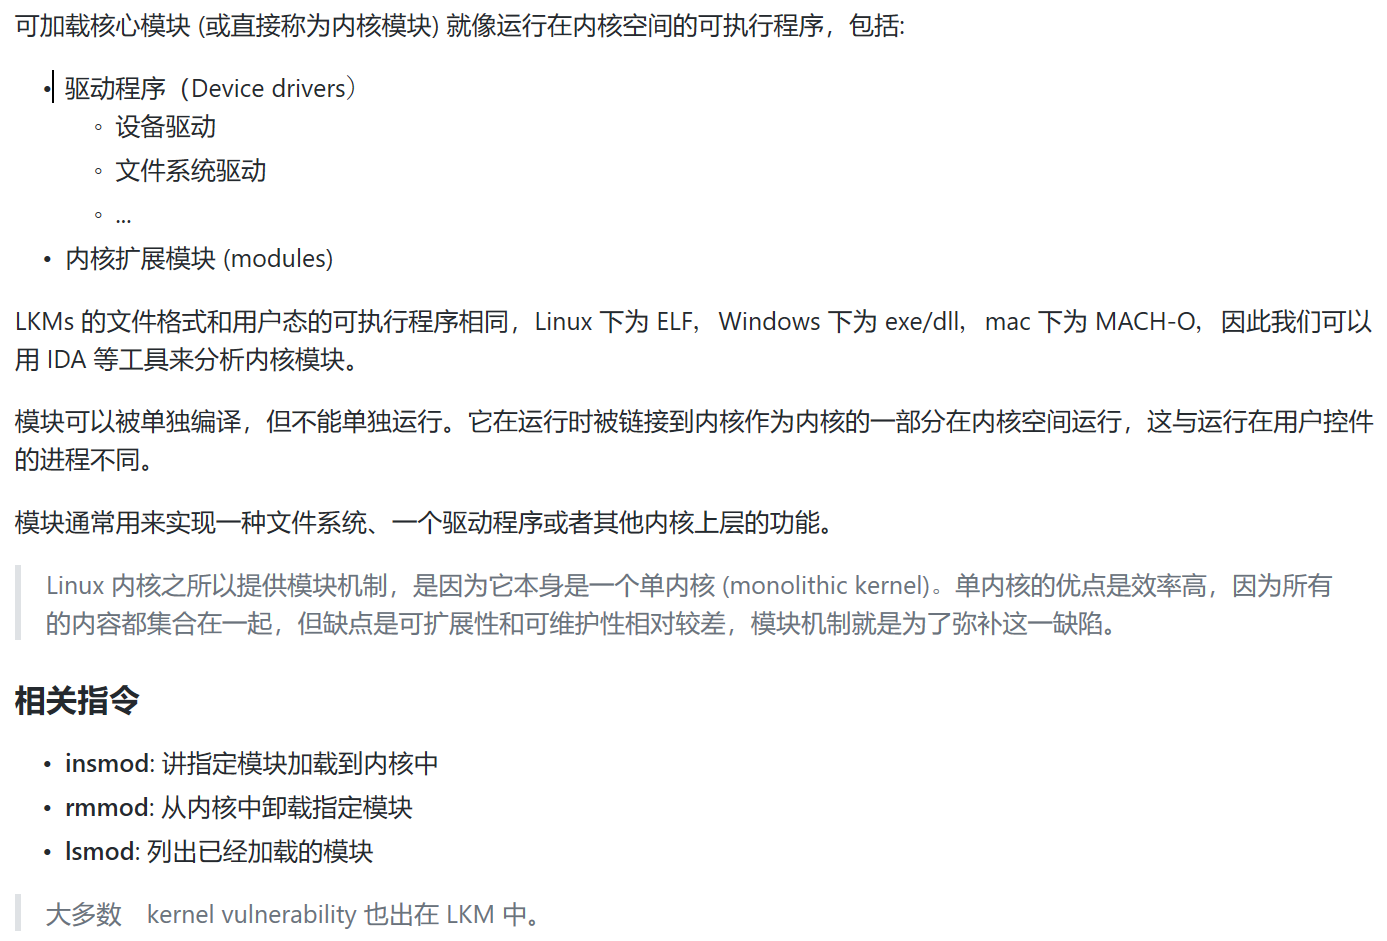 可加载核心模块 (或直接称为内核模块) 就像运行在内核空间的可执行程序，包括:
• 驱动程序（Device drivers）
◦ 设备驱动
◦ 文件系统驱动
◦ ...
• 内核扩展模块 (modules)
LKMs 的文件格式和用户态的可执行程序相同，Linux 下为 ELF，Windows 下为 exe/dll，mac 下为 MACH-O，因此我们可以
用 IDA 等工具来分析内核模块。
模块可以被单独编译，但不能单独运行。它在运行时被链接到内核作为内核的一部分在内核空间运行，这与运行在用户控件
的进程不同。
模块通常用来实现一种文件系统、一个驱动程序或者其他内核上层的功能。
Linux 内核之所以提供模块机制，是因为它本身是一个单内核 (monolithic kernel)。单内核的优点是效率高，因为所有
的内容都集合在一起，但缺点是可扩展性和可维护性相对较差，模块机制就是为了弥补这一缺陷。
相关指令
• insmod: 讲指定模块加载到内核中
• rmmod: 从内核中卸载指定模块
• lsmod: 列出已经加载的模块
大多数　kernel vulnerability 也出在 LKM 中。